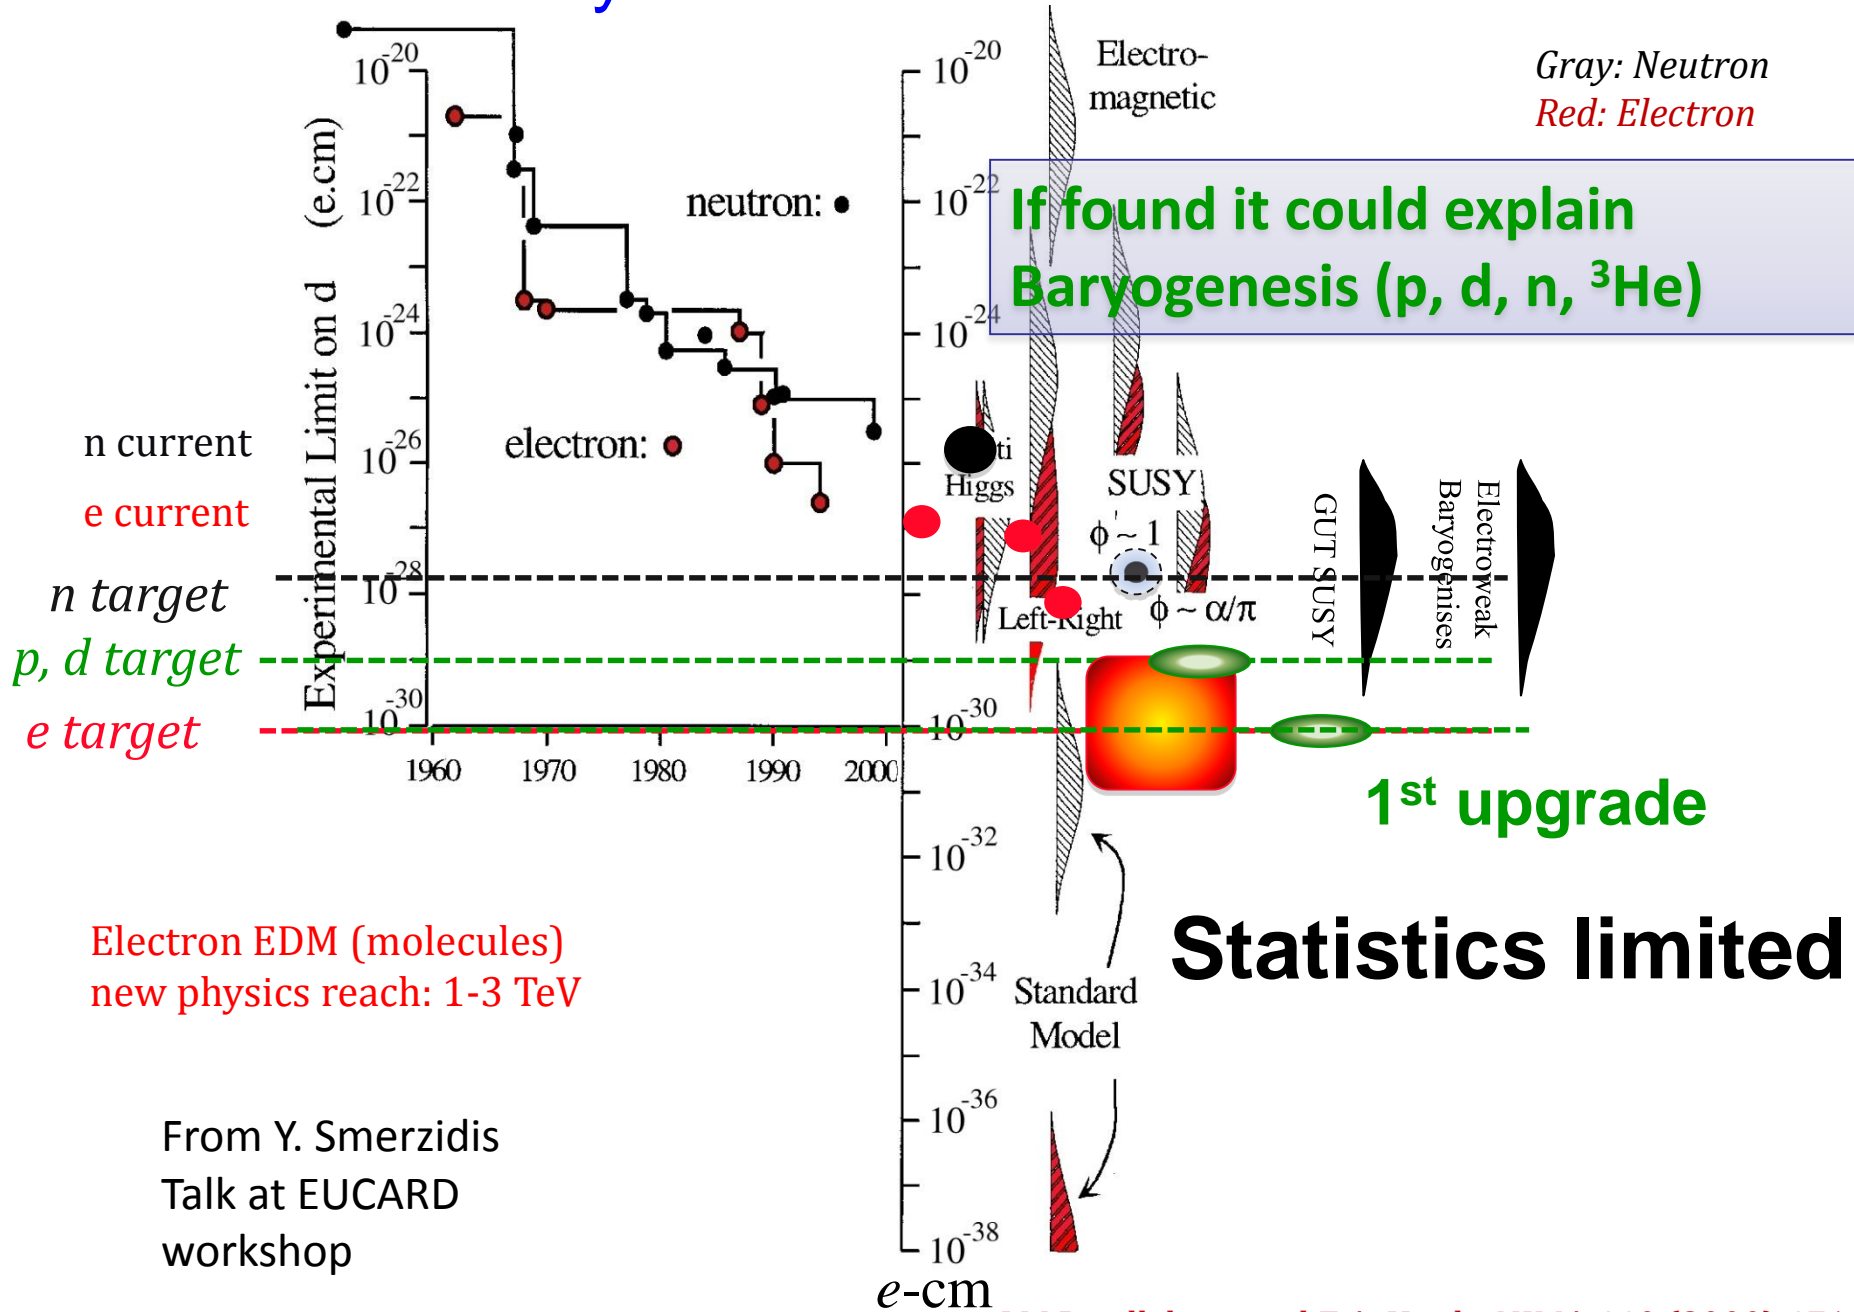 Gray: Neutron
Red: Electron
If found it could explain
Baryogenesis (p, d, n, ³He)
Experimental Limit on d (e.cm)
10⁻²⁰
10⁻²²
10⁻²⁴
10⁻²⁶
10⁻²⁸
10⁻³⁰
neutron:
electron:
1960 1970 1980 1990 2000
n current
e current
n target
p, d target
e target
10⁻²⁰
10⁻²²
10⁻²⁴
10⁻³⁰
10⁻³²
10⁻³⁴
10⁻³⁶
10⁻³⁸
e-cm
Electro-
magnetic
Higgs
SUSY
ϕ ~ 1
ϕ ~ α/π
Left-Right
GUT SUSY
Electroweak
Baryogenises
1st upgrade
Statistics limited
Standard
Model
Electron EDM (molecules)
new physics reach: 1-3 TeV
From Y. Smerzidis
Talk at EUCARD
workshop